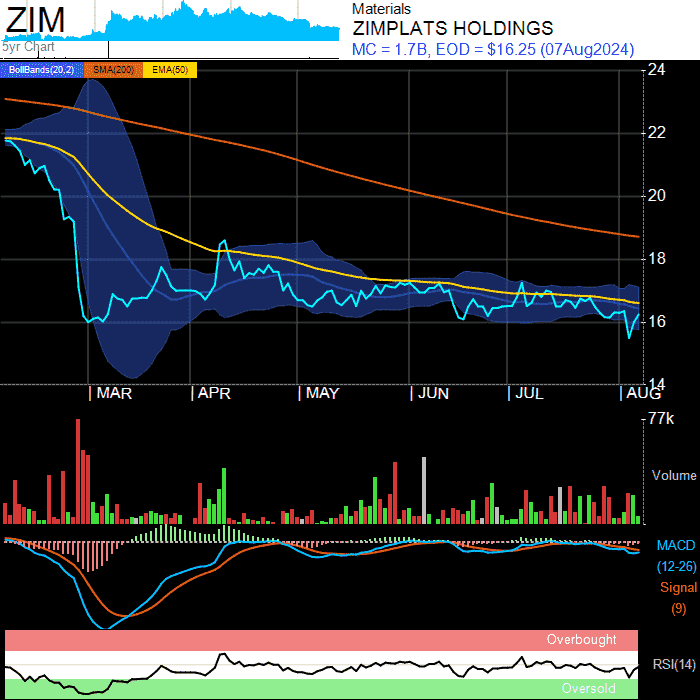 ZIM
5yr Chart
Materials
ZIMPLATS HOLDINGS
MC = 1.7B, EOD = $16.25 (07Aug2024)
BollBands(20,2) SMA(200) EMA(50)
24
22
20
18
16
14
MAR APR MAY JUN JUL AUG
77k
Volume
MACD
(12-26)
Signal
(9)
Overbought
RSI(14)
Oversold